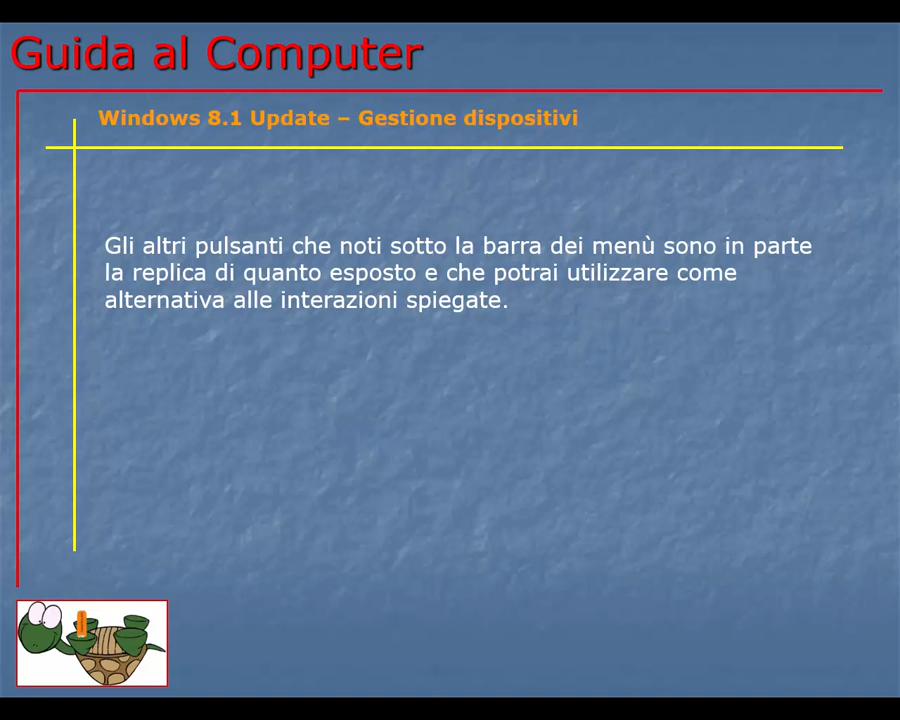 Guida al Computer
Windows 8.1 Update – Gestione dispositivi
Gli altri pulsanti che noti sotto la barra dei menù sono in parte
la replica di quanto esposto e che potrai utilizzare come
alternativa alle interazioni spiegate.